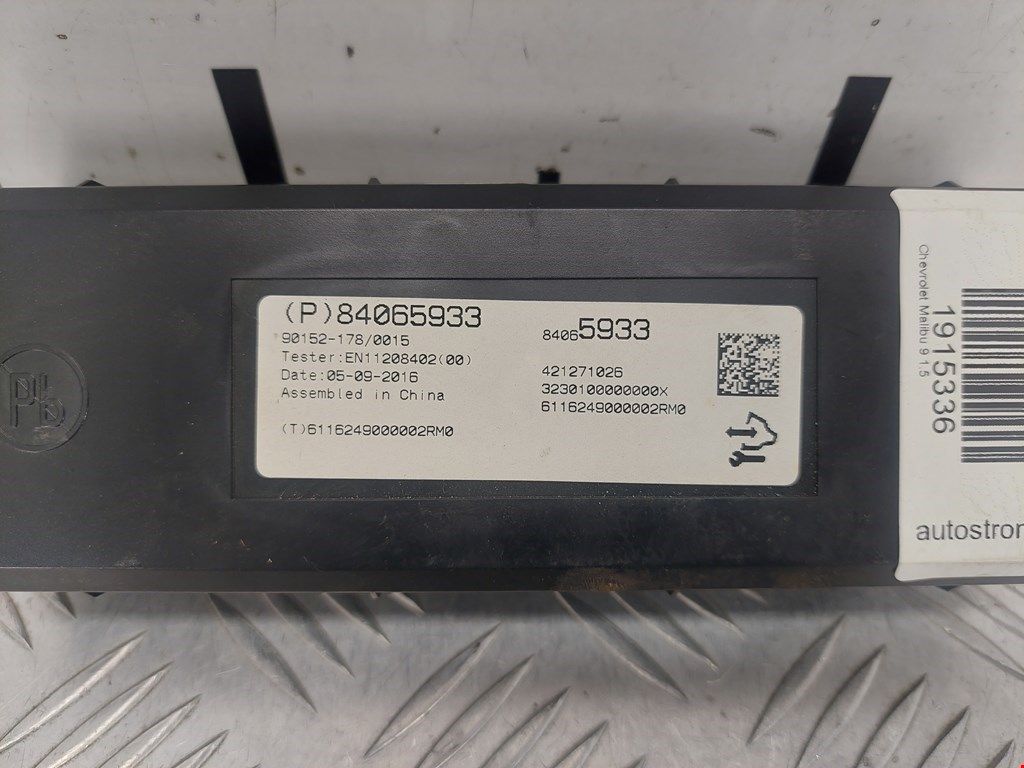 (P)84065933
90152-178/0015
Tester:EN11208402(00)
Date:05-09-2016
Assembled in China
(T)6116249000002RM0
84065933
421271026
3230100000000X
6116249000002RM0
Pb
Chevrolet Malibu 9 1.5
1915336